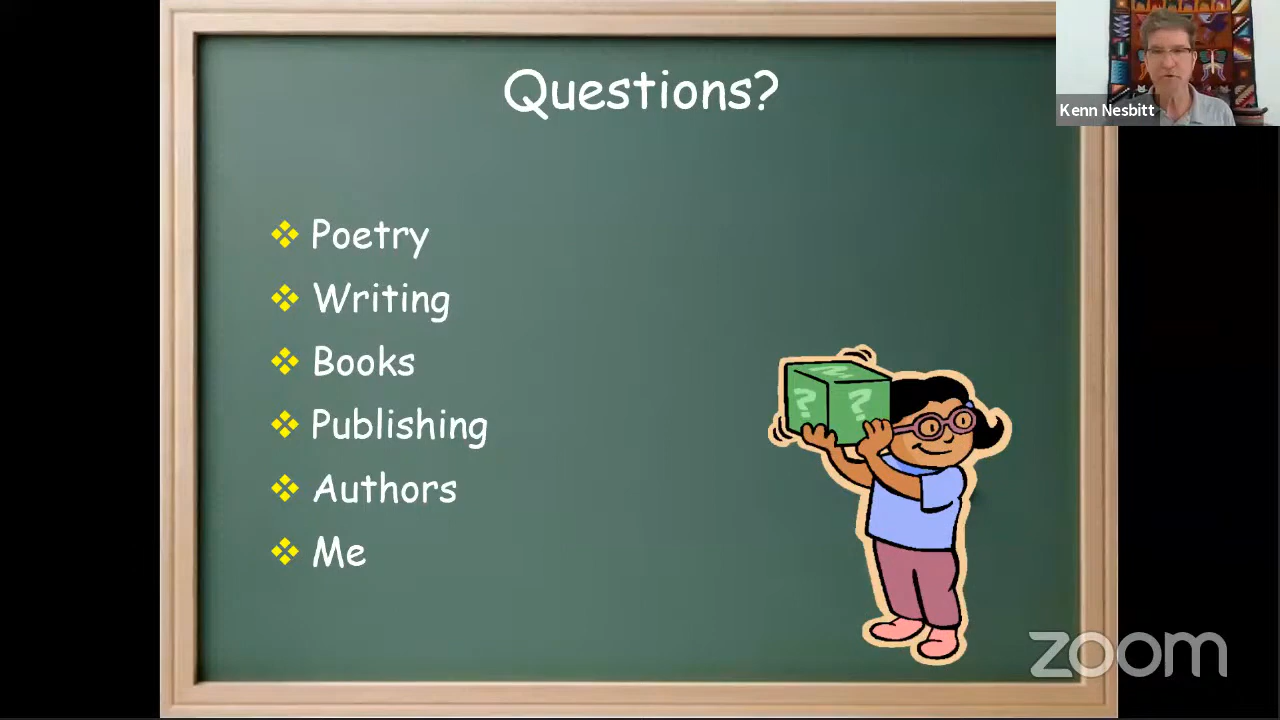 Questions?
Kenn Nesbitt
Poetry
Writing
Books
Publishing
Authors
Me
? ?
zoom